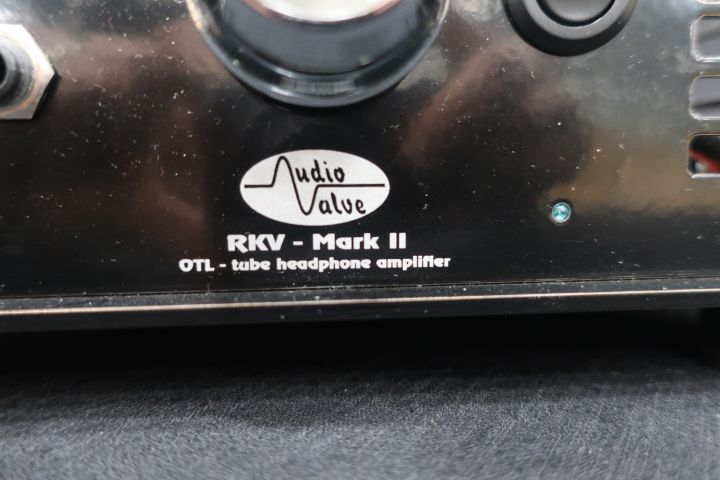 Audio
Valve
RKV - Mark II
OTL - tube headphone amplifier